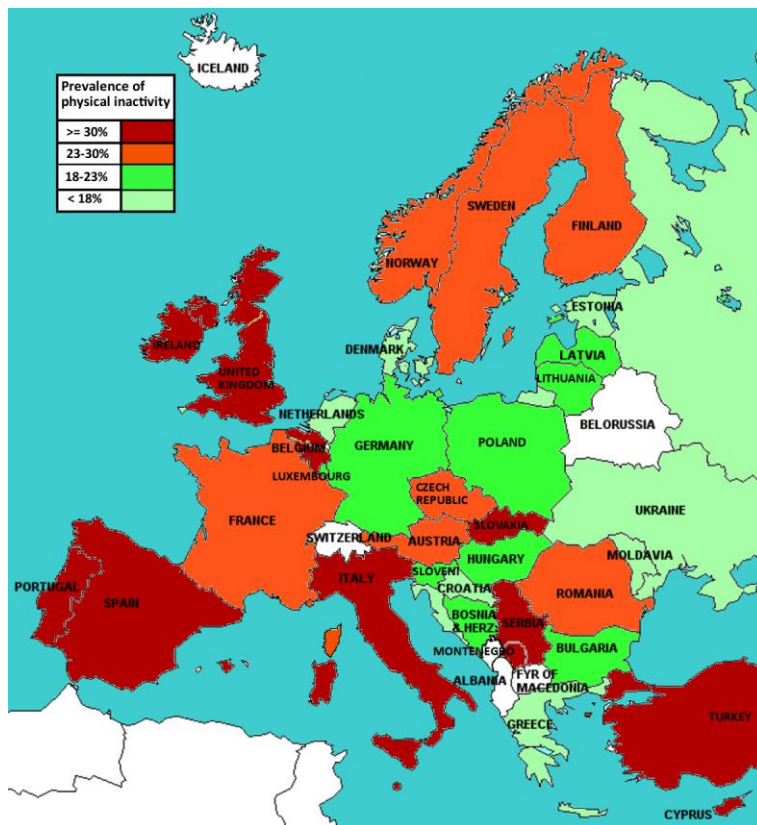 ICELAND
Prevalence of
physical inactivity
>= 30%
23-30%
18-23%
< 18%
SWEDEN
FINLAND
NORWAY
ESTONIA
IRELAND
DENMARK
LATVIA
UNITED
KINGDOM
LITHUANIA
NETHERLANDS
BELORUSSIA
BELGIUM
GERMANY
POLAND
LUXEMBOURG
CZECH
REPUBLIC
UKRAINE
FRANCE
SLOVAKIA
SWITZERLAND
AUSTRIA
HUNGARY
MOLDAVIA
SLOVENI
ITALY
CROATIA
ROMANIA
PORTUGAL
SPAIN
BOSNIA
& HERZ.
SERBIA
MONTENEGRO
BULGARIA
ALBANIA
FYR OF
MACEDONIA
GREECE
TURKEY
CYPRUS